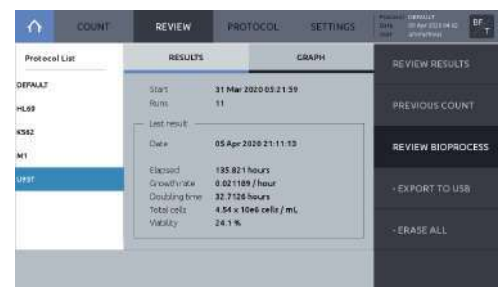 COUNT
REVIEW
PROTOCOL
SETTINGS
BF_T
Protocol List
DEFAULT
HL60
K562
M1
U937
RESULTS
GRAPH
Start 31 Mar 2020 05:21:59
Runs 11
Last result
Date 05 Apr 2020 21:11:13
Elapsed 135.821 hours
Growth rate 0.021189 / hour
Doubling time 32.7126 hours
Total cells 4.54 x 10e6 cells / mL
Viability 24.1 %
REVIEW RESULTS
PREVIOUS COUNT
REVIEW BIOPROCESS
- EXPORT TO USB
- ERASE ALL